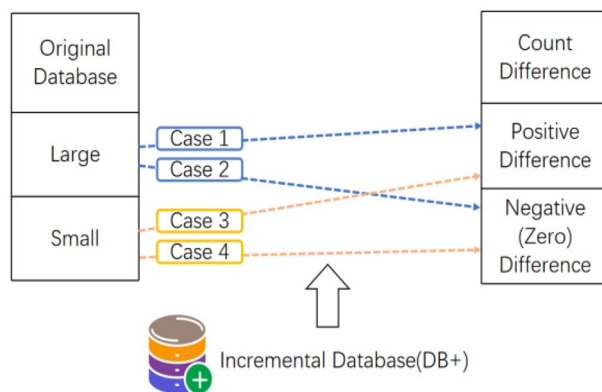 Original
Database
Large
Small
Case 1
Case 2
Case 3
Case 4
Count
Difference
Positive
Difference
Negative
(Zero)
Difference
Incremental Database(DB+)